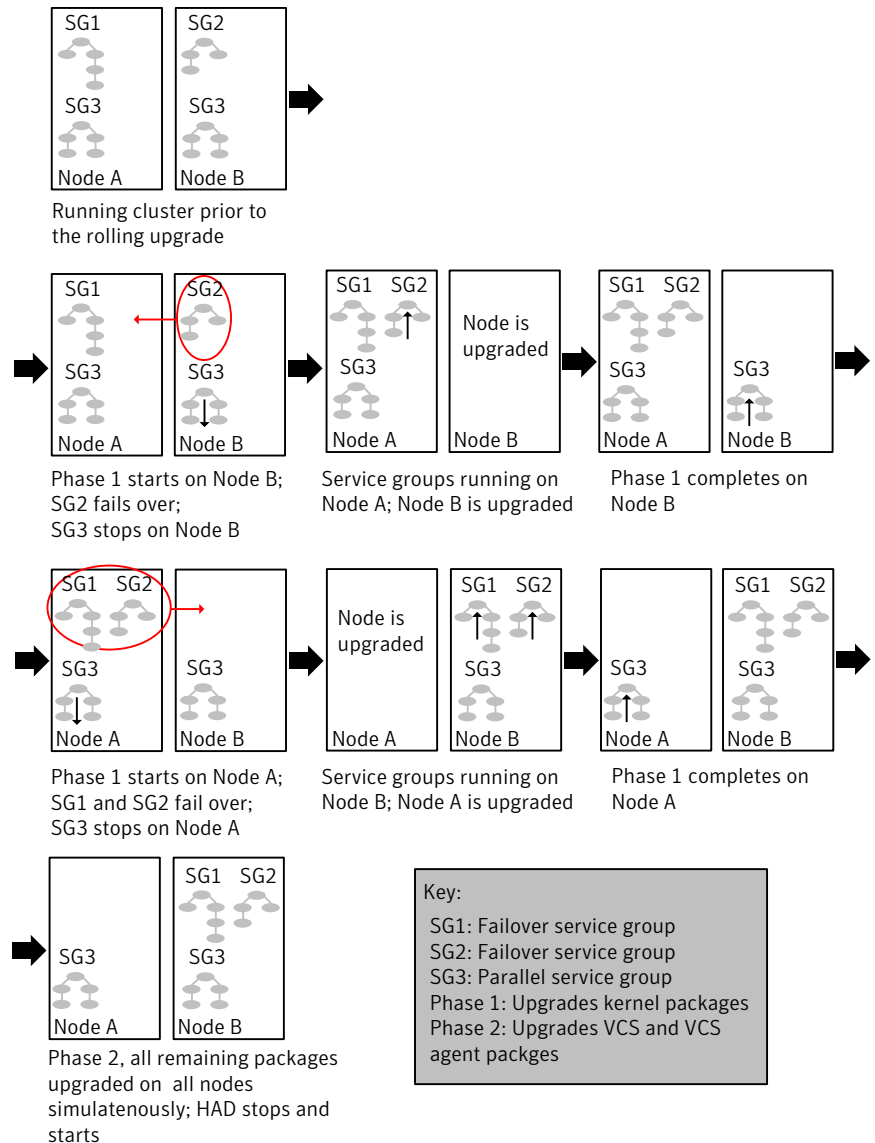 SG1
SG2
SG3
SG3
Node A
Node B
Running cluster prior to
the rolling upgrade
SG1
SG2
SG3
SG3
Node A
Node B
Phase 1 starts on Node B;
SG2 fails over;
SG3 stops on Node B
SG1 SG2
Node is
upgraded
SG3
Node A
Node B
Service groups running on
Node A; Node B is upgraded
SG1 SG2
SG3
SG3
Node A
Node B
Phase 1 completes on
Node B
SG1 SG2
SG3
SG3
Node A
Node B
Phase 1 starts on Node A;
SG1 and SG2 fail over;
SG3 stops on Node A
Node is
upgraded
SG1 SG2
SG3
Node A
Node B
Service groups running on
Node B; Node A is upgraded
SG1 SG2
SG3
SG3
Node A
Node B
Phase 1 completes on
Node A
SG1 SG2
SG3
SG3
Node A
Node B
Phase 2, all remaining packages
upgraded on all nodes
simulatenously; HAD stops and
starts
Key:
SG1: Failover service group
SG2: Failover service group
SG3: Parallel service group
Phase 1: Upgrades kernel packages
Phase 2: Upgrades VCS and VCS
agent packges